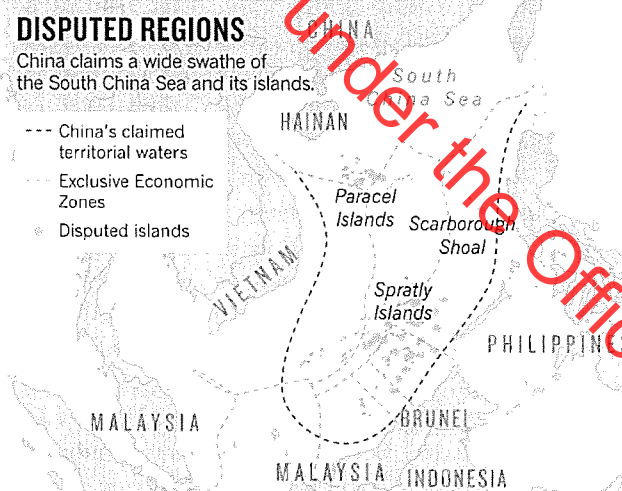 DISPUTED REGIONS
China claims a wide swathe of
the South China Sea and its islands.
China's claimed
territorial waters
Exclusive Economic
Zones
Disputed islands
CHINA
South
China Sea
HAINAN
Paracel
Islands
Scarborough
Shoal
Spratly
Islands
VIETNAM
PHILIPPINE
MALAYSIA
BRUNEI
MALAYSIA
INDONESIA
under the Offic